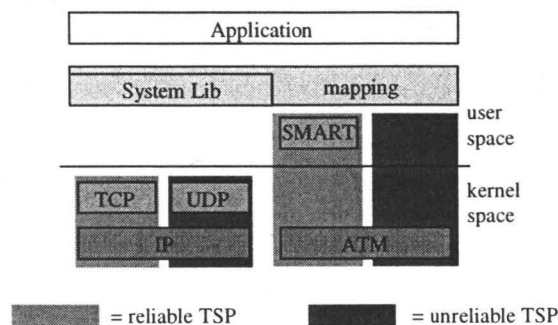 Application
System Lib
mapping
user
space
SMART
kernel
space
TCP
UDP
IP
ATM
= reliable TSP
= unreliable TSP